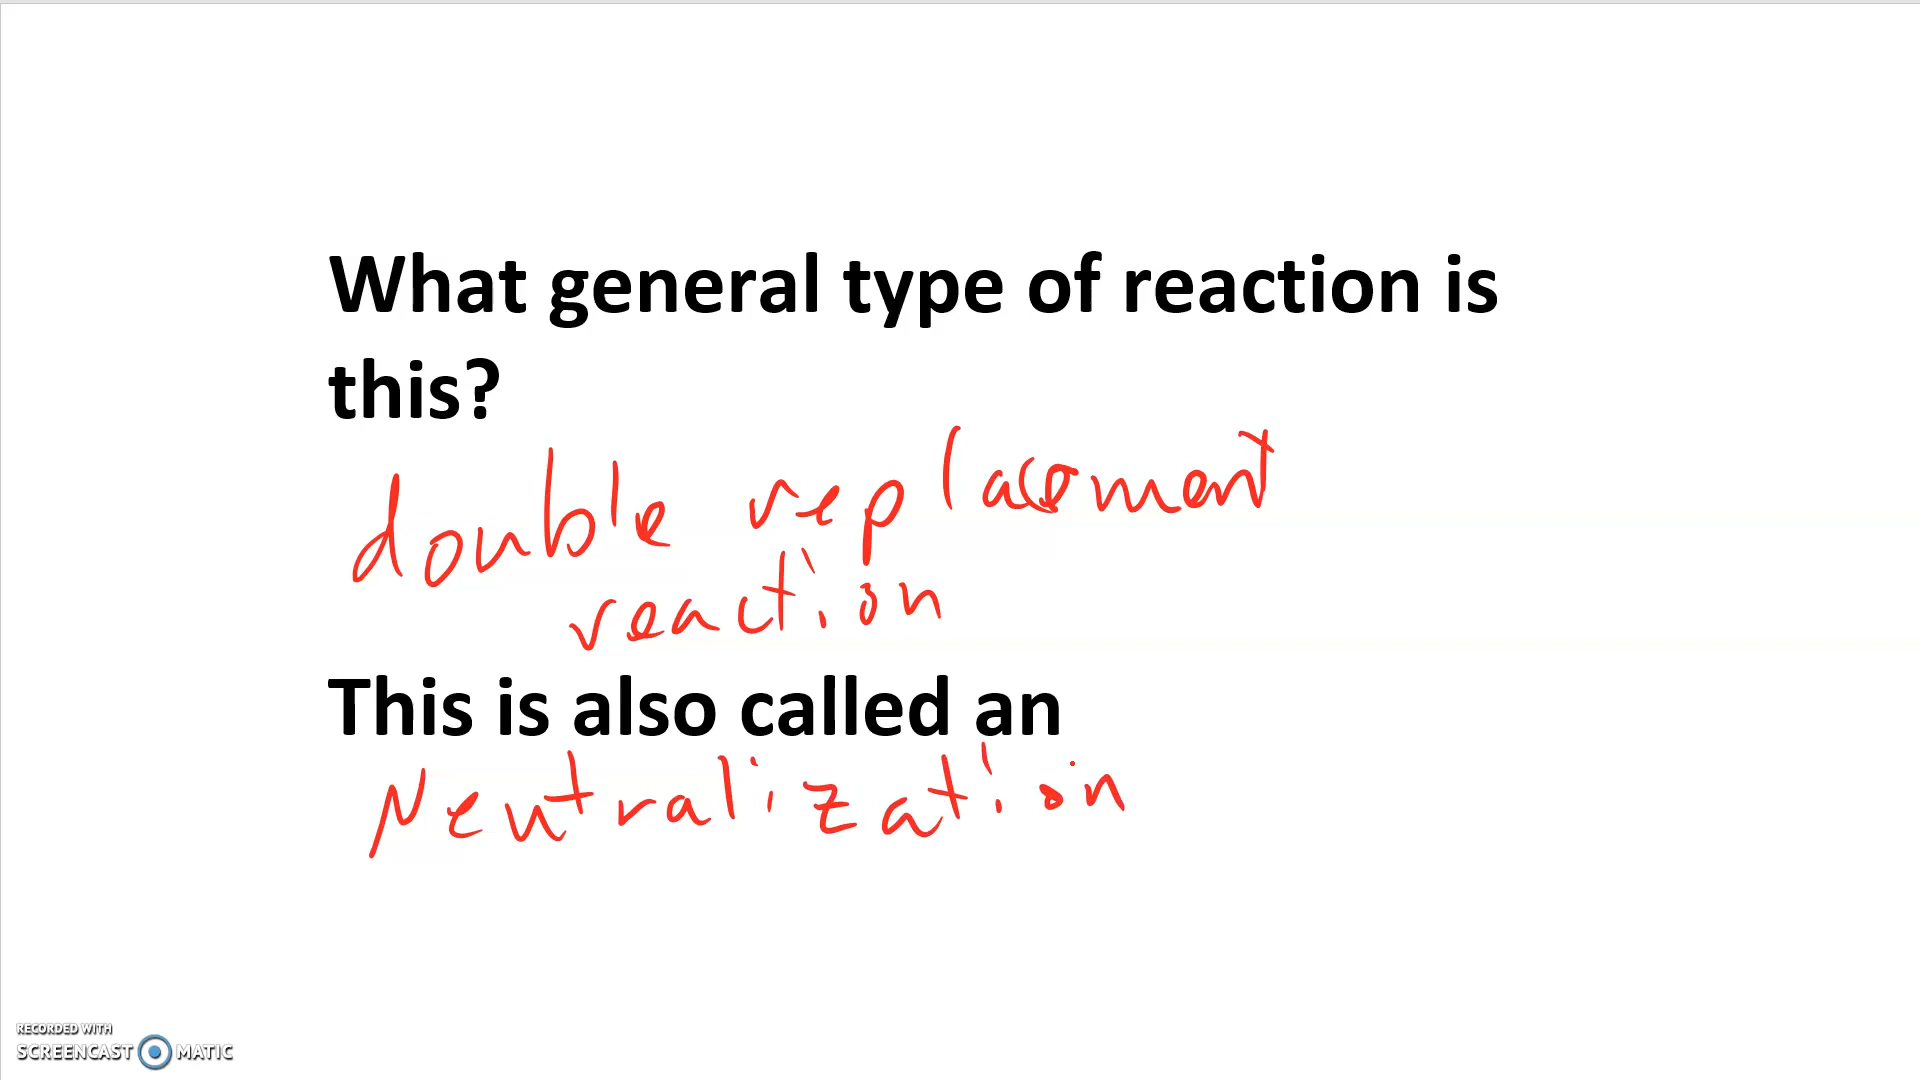 What general type of reaction is
this?
double replacement
reaction
This is also called an
Neutralization
RECORDED WITH
SCREENCAST MATIC